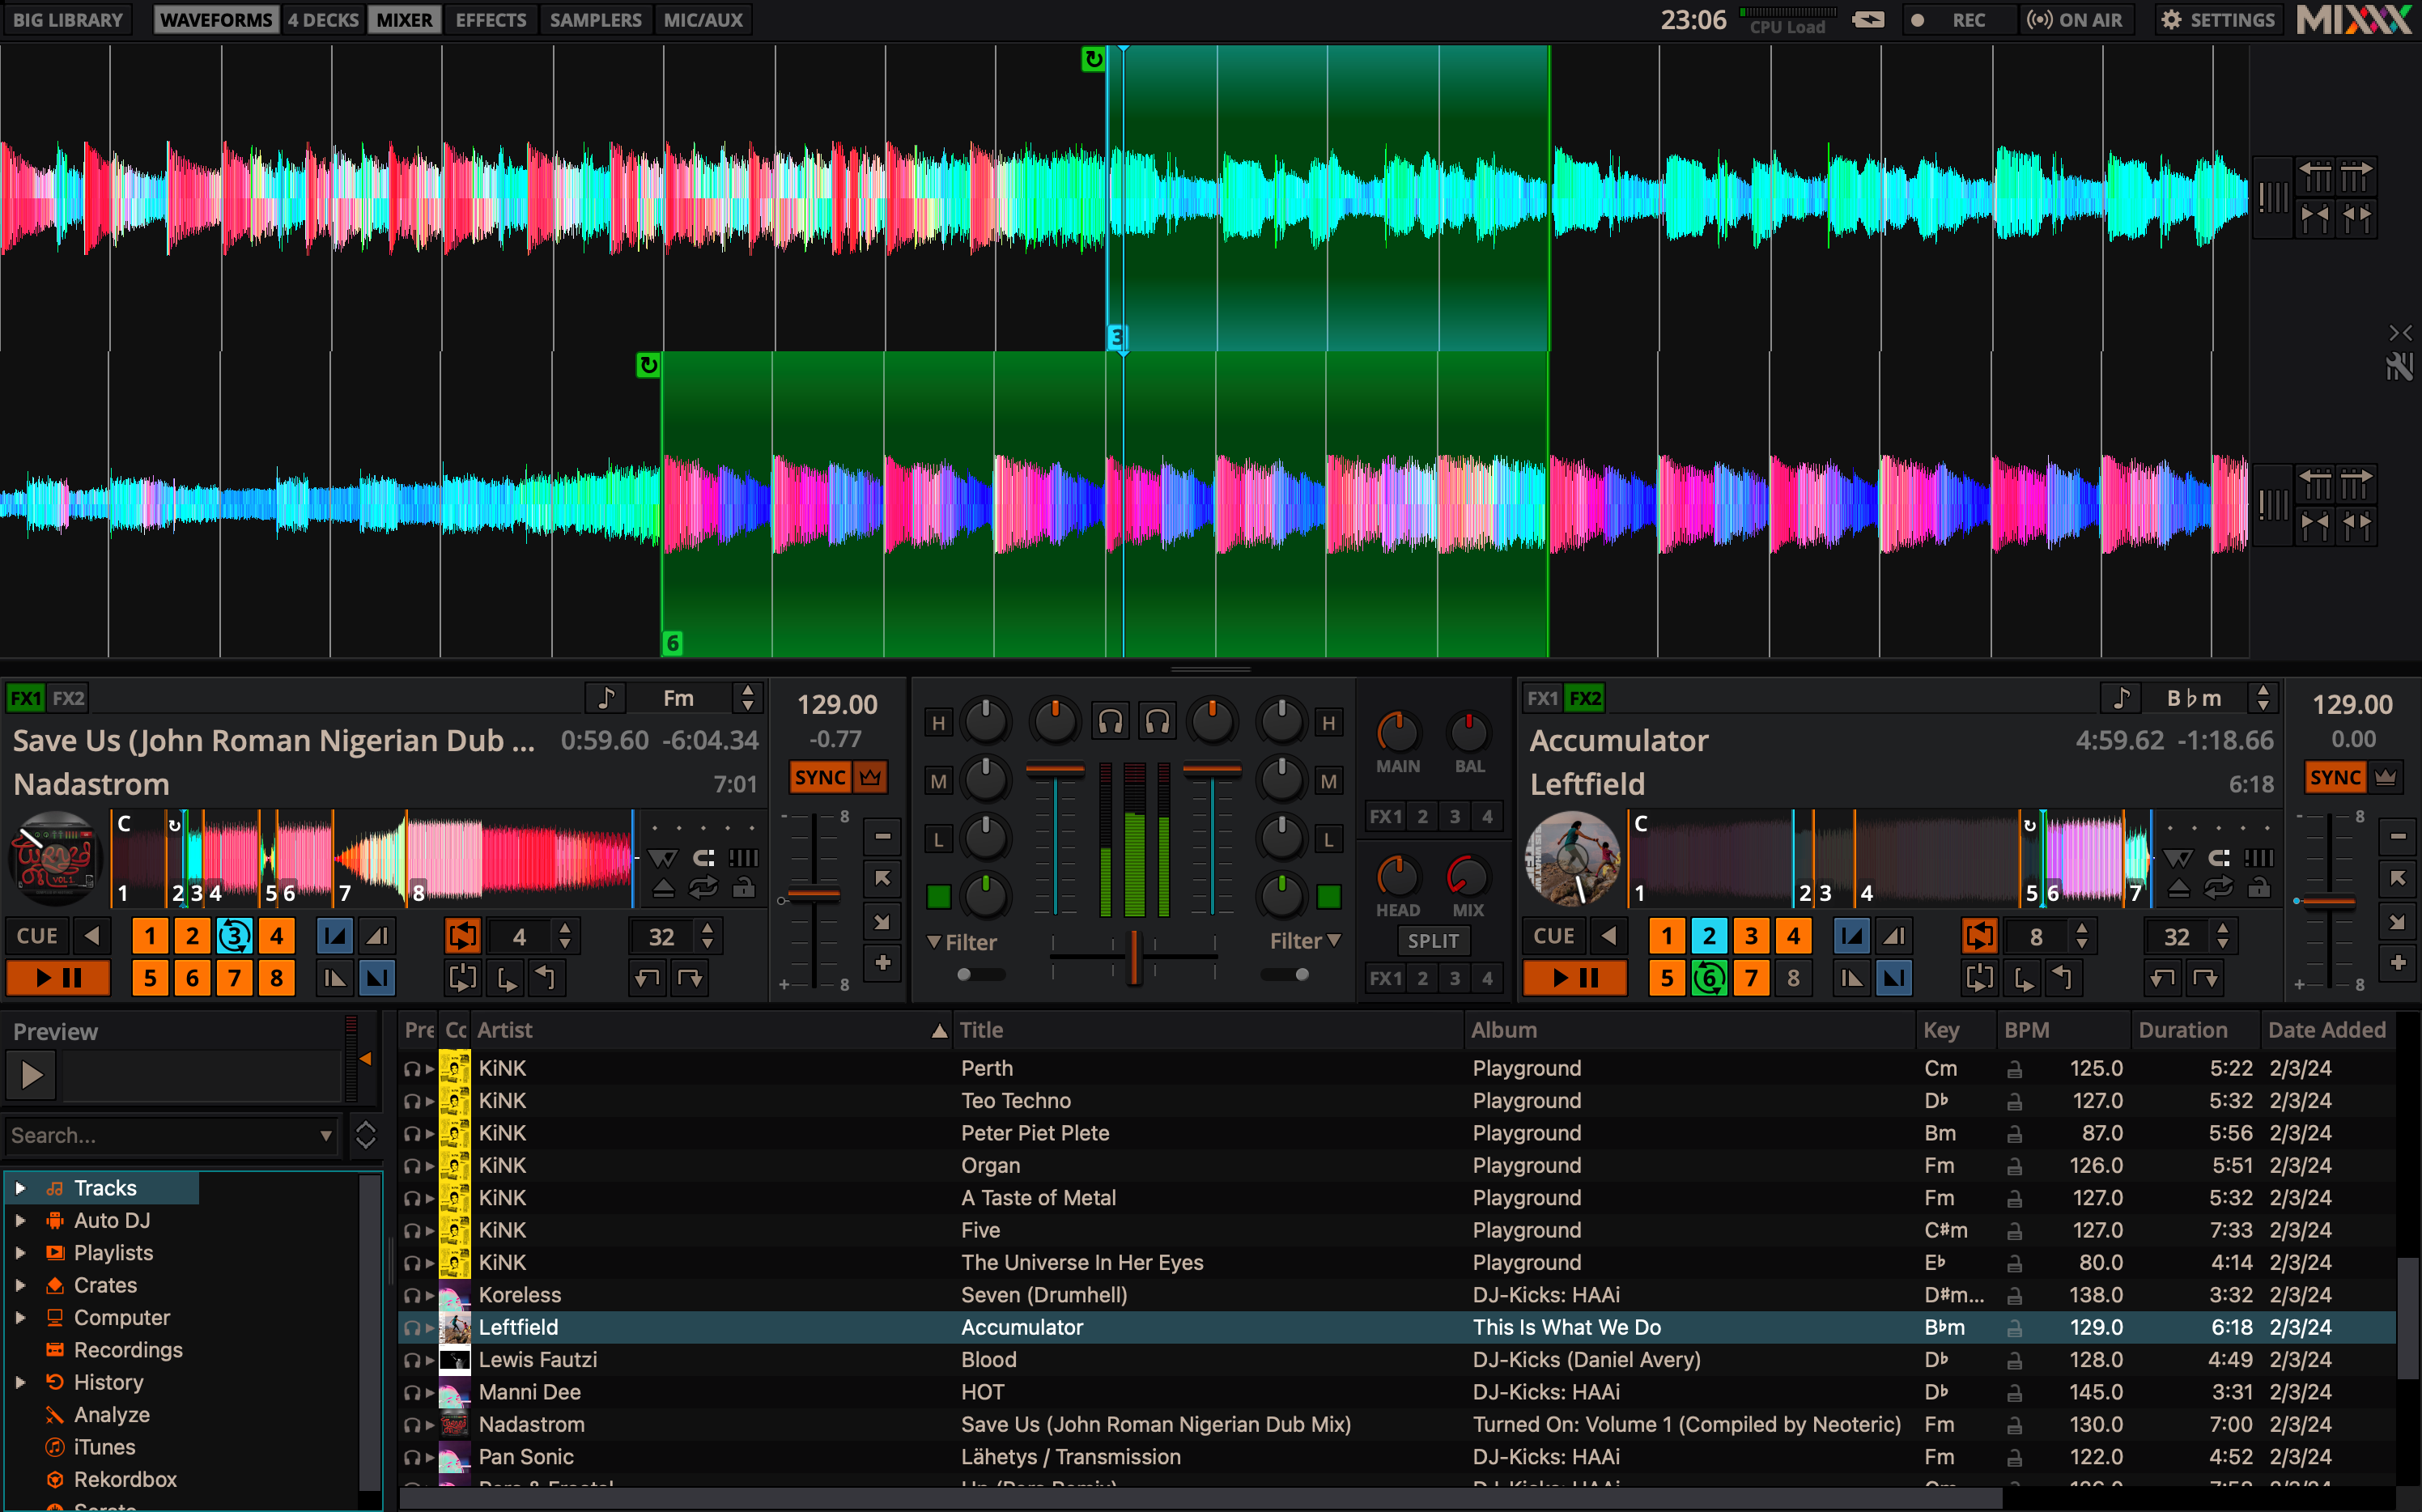 BIG LIBRARY WAVEFORMS 4 DECKS MIXER EFFECTS SAMPLERS MIC/AUX 23:06 CPU Load REC ON AIR SETTINGS MIXXX
3
6
FX1 FX2 Fm 129.00
Save Us (John Roman Nigerian Dub ... 0:59.60 -6:04.34 -0.77
Nadastrom 7:01 SYNC
C
1 2 3 4 5 6 7 8
8
8
CUE 1 2 3 4 4 32
5 6 7 8
H H
M M
L L
Filter Filter
MAIN BAL
FX1 2 3 4
HEAD MIX
SPLIT
FX1 2 3 4
FX1 FX2 B♭m 129.00
Accumulator 4:59.62 -1:18.66 0.00
Leftfield 6:18 SYNC
C
1 2 3 4 5 6 7
8
8
CUE 1 2 3 4 8 32
5 6 7 8
Preview
Search...
Tracks
Auto DJ
Playlists
Crates
Computer
Recordings
History
Analyze
iTunes
Rekordbox
Pre Co Artist Title Album Key BPM Duration Date Added
KiNK Perth Playground Cm 125.0 5:22 2/3/24
KiNK Teo Techno Playground D♭ 127.0 5:32 2/3/24
KiNK Peter Piet Plete Playground Bm 87.0 5:56 2/3/24
KiNK Organ Playground Fm 126.0 5:51 2/3/24
KiNK A Taste of Metal Playground Fm 127.0 5:32 2/3/24
KiNK Five Playground C#m 127.0 7:33 2/3/24
KiNK The Universe In Her Eyes Playground E♭ 80.0 4:14 2/3/24
Koreless Seven (Drumhell) DJ-Kicks: HAAi D#m... 138.0 3:32 2/3/24
Leftfield Accumulator This Is What We Do B♭m 129.0 6:18 2/3/24
Lewis Fautzi Blood DJ-Kicks (Daniel Avery) D♭ 128.0 4:49 2/3/24
Manni Dee HOT DJ-Kicks: HAAi D♭ 145.0 3:31 2/3/24
Nadastrom Save Us (John Roman Nigerian Dub Mix) Turned On: Volume 1 (Compiled by Neoteric) Fm 130.0 7:00 2/3/24
Pan Sonic Lähetys / Transmission DJ-Kicks: HAAi Fm 122.0 4:52 2/3/24